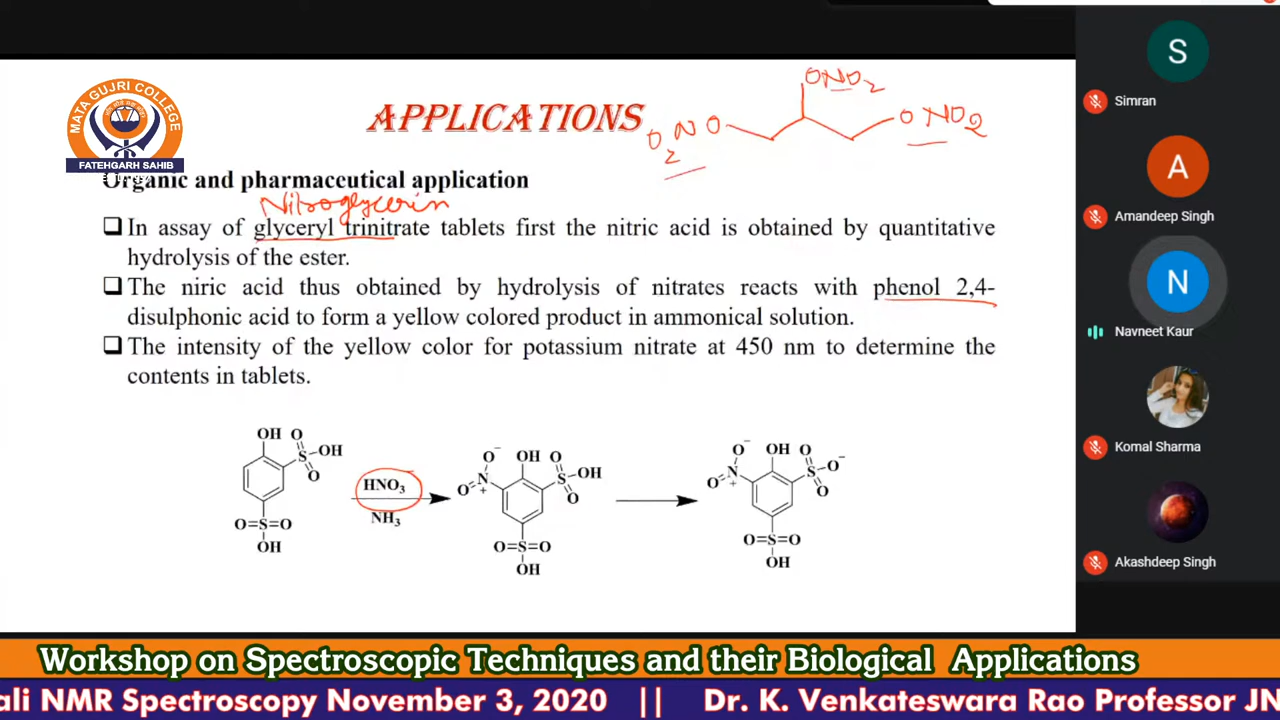 MATA GUJRI COLLEGE
FATEHGARH SAHIB
APPLICATIONS
ONO2
O2NO
ONO2
Organic and pharmaceutical application
Nitroglycerin
❑ In assay of glyceryl trinitrate tablets first the nitric acid is obtained by quantitative
hydrolysis of the ester.
❑ The niric acid thus obtained by hydrolysis of nitrates reacts with phenol 2,4-
disulphonic acid to form a yellow colored product in ammonical solution.
❑ The intensity of the yellow color for potassium nitrate at 450 nm to determine the
contents in tablets.
OH O
S-OH
O
O=S=O
OH
HNO3
NH3
O- OH O
O=N+ S-OH
O
O=S=O
OH
O- OH O
O=N+ S-O-
O
O=S=O
OH
S
Simran
A
Amandeep Singh
N
Navneet Kaur
Komal Sharma
Akashdeep Singh
Workshop on Spectroscopic Techniques and their Biological Applications
ali NMR Spectroscopy November 3, 2020 || Dr. K. Venkateswara Rao Professor JN